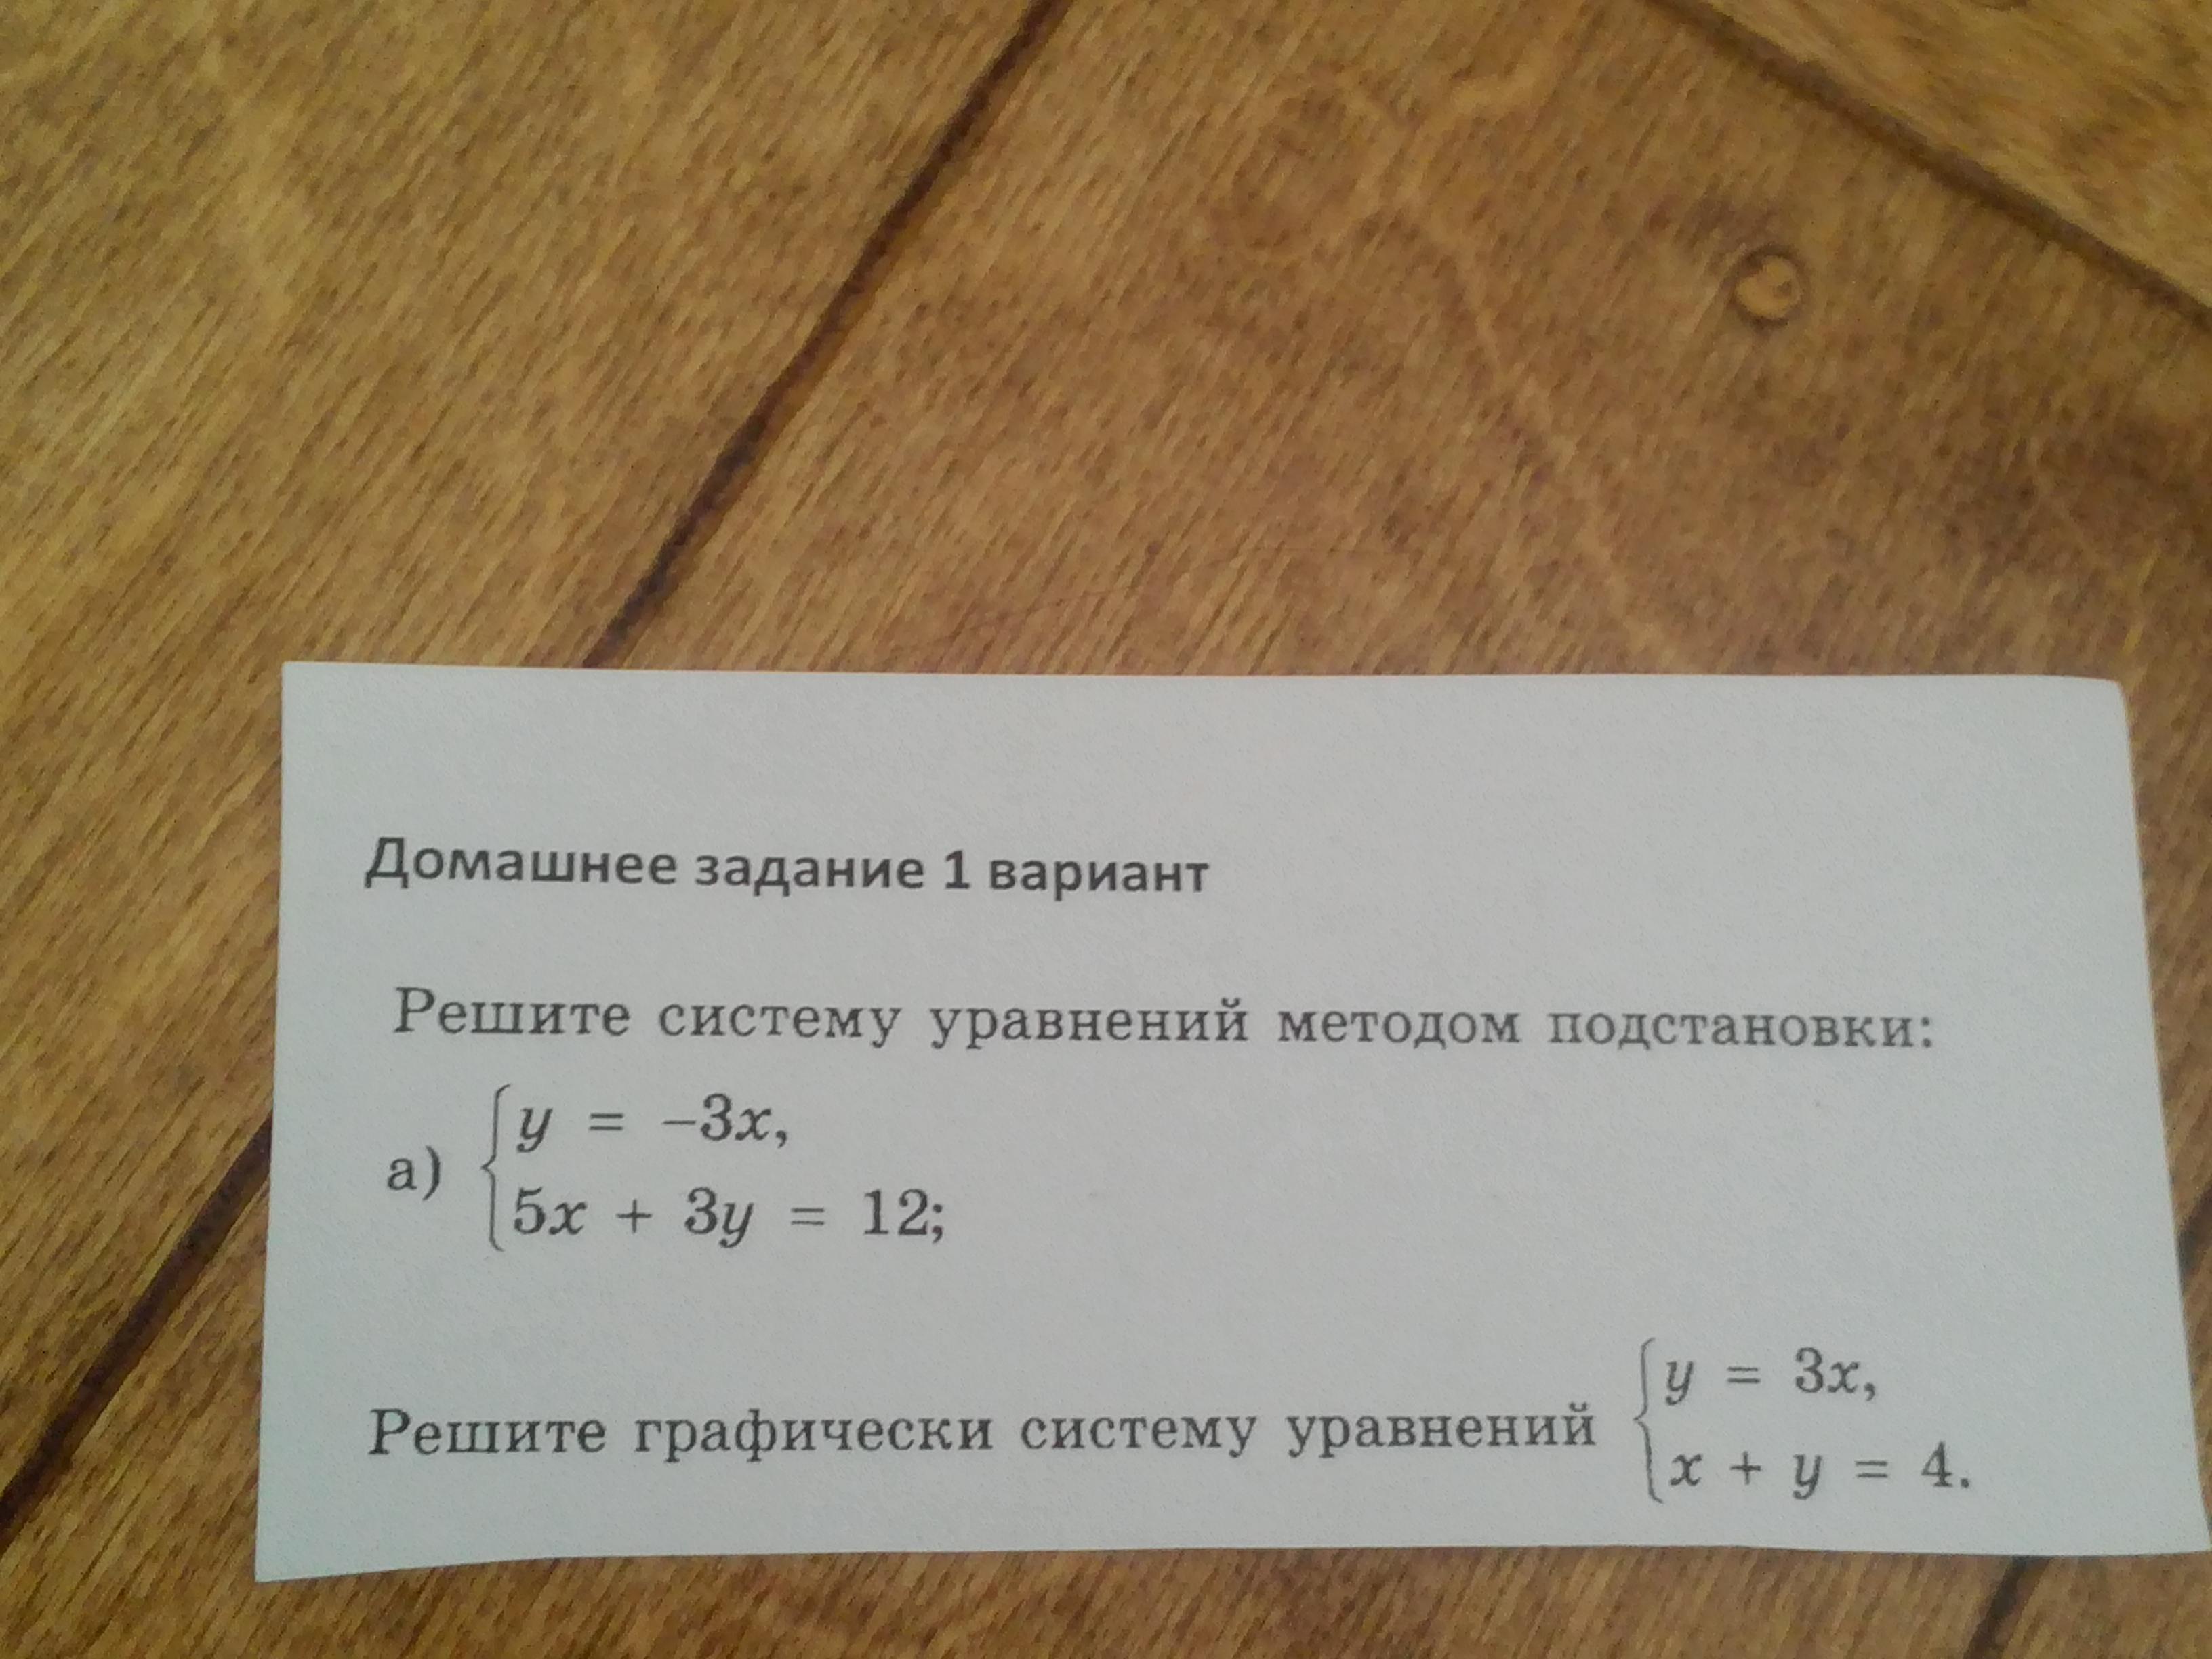 Домашнее задание 1 вариант
Решите систему уравнений методом подстановки:
а) {y = –3x,
5x + 3y = 12;
Решите графически систему уравнений {y = 3x,
x + y = 4.